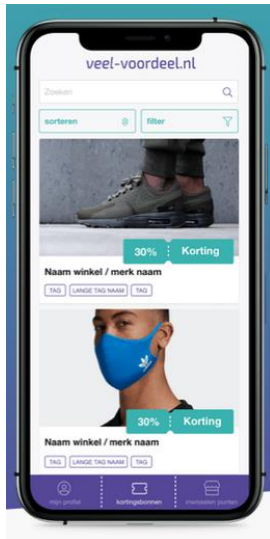 veel-voordeel.nl
Zoeken
sorteren
filter
30% Korting
Naam winkel / merk naam
TAG LANGE TAG NAAM TAG
adidas
30% Korting
Naam winkel / merk naam
TAG LANGE TAG NAAM TAG
mijn profiel kortingsbonnen inwisselen punten